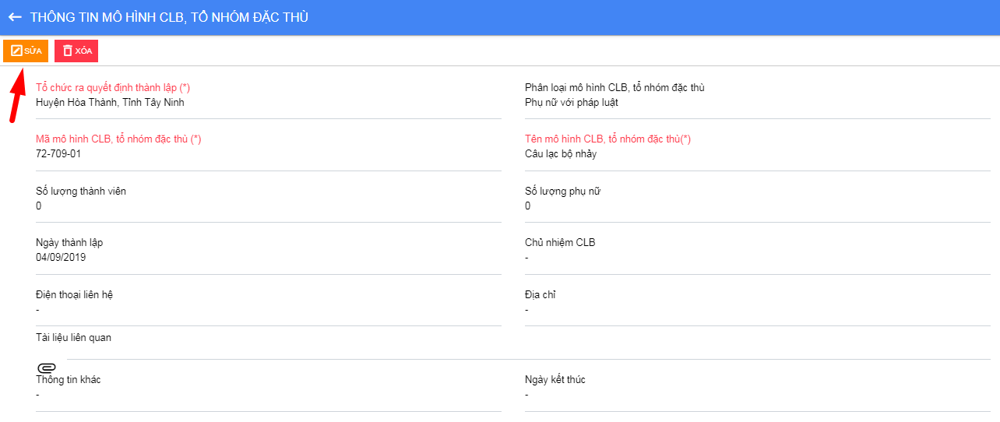 THÔNG TIN MÔ HÌNH CLB, TỔ NHÓM ĐẶC THÙ
SỬA XÓA
Tổ chức ra quyết định thành lập (*)
Huyện Hòa Thành, Tỉnh Tây Ninh
Phân loại mô hình CLB, tổ nhóm đặc thù
Phụ nữ với pháp luật
Mã mô hình CLB, tổ nhóm đặc thù (*)
72-709-01
Tên mô hình CLB, tổ nhóm đặc thù(*)
Câu lạc bộ nhảy
Số lượng thành viên
0
Số lượng phụ nữ
0
Ngày thành lập
04/09/2019
Chủ nhiệm CLB
-
Điện thoại liên hệ
-
Địa chỉ
-
Tài liệu liên quan
Thông tin khác
-
Ngày kết thúc
-